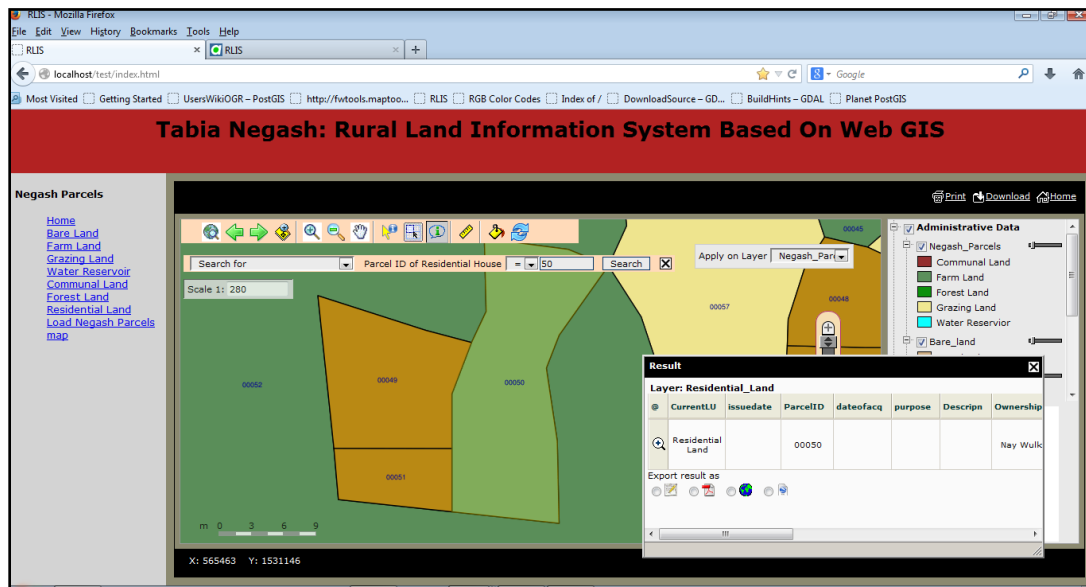 RLIS - Mozilla Firefox
File Edit View History Bookmarks Tools Help
RLIS × RLIS × +
localhost/test/index.html Google
Most Visited Getting Started UsersWikiOGR – PostGIS http://fwtools.maptoo... RLIS RGB Color Codes Index of / DownloadSource – GD... BuildHints – GDAL Planet PostGIS
Tabia Negash: Rural Land Information System Based On Web GIS
Negash Parcels
Home
Bare Land
Farm Land
Grazing Land
Water Reservoir
Communal Land
Forest Land
Residential Land
Load Negash Parcels
map
Print Download Home
Search for Parcel ID of Residential House = 50 Search
Apply on Layer Negash_Par
Scale 1: 280
00045
00057
00048
00052
00049
00050
00051
m 0 3 6 9
X: 565463 Y: 1531146
Administrative Data
Negash_Parcels
Communal Land
Farm Land
Forest Land
Grazing Land
Water Reservior
Bare_land
Result
Layer: Residential_Land
@ CurrentLU issuedate ParcelID dateofacq purpose Descripn Ownership
Residential
Land 00050 Nay Wulk
Export result as